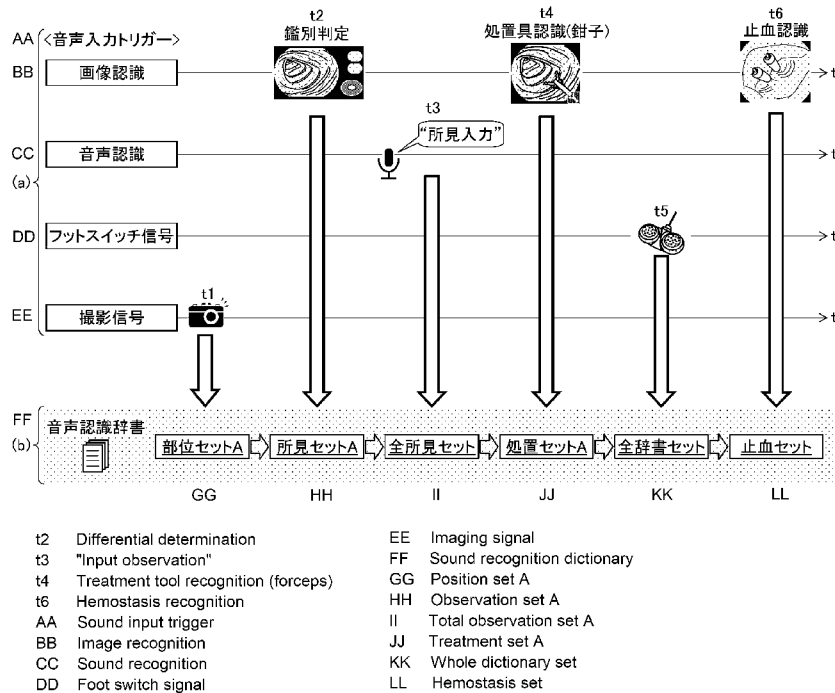 t2
鑑別判定
t4
処置具認識(鉗子)
t6
止血認識
AA <音声入力トリガー>
BB 画像認識 t
t3
"所見入力"
CC 音声認識 t
(a)
DD フットスイッチ信号 t5 t
t1
EE 撮影信号 t
FF 音声認識辞書
(b) 部位セットA 所見セットA 全所見セット 処置セットA 全辞書セット 止血セット
GG HH II JJ KK LL
t2 Differential determination
t3 "Input observation"
t4 Treatment tool recognition (forceps)
t6 Hemostasis recognition
AA Sound input trigger
BB Image recognition
CC Sound recognition
DD Foot switch signal
EE Imaging signal
FF Sound recognition dictionary
GG Position set A
HH Observation set A
II Total observation set A
JJ Treatment set A
KK Whole dictionary set
LL Hemostasis set